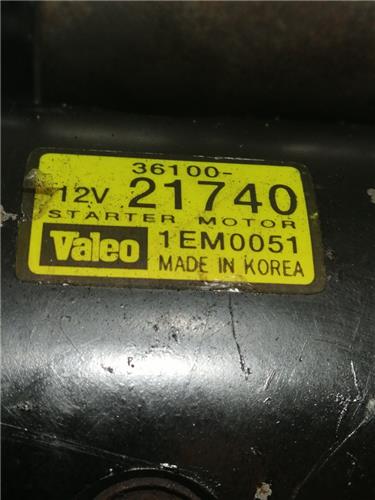 36100-
12V 21740
STARTER MOTOR
Valeo 1EM0051
MADE IN KOREA